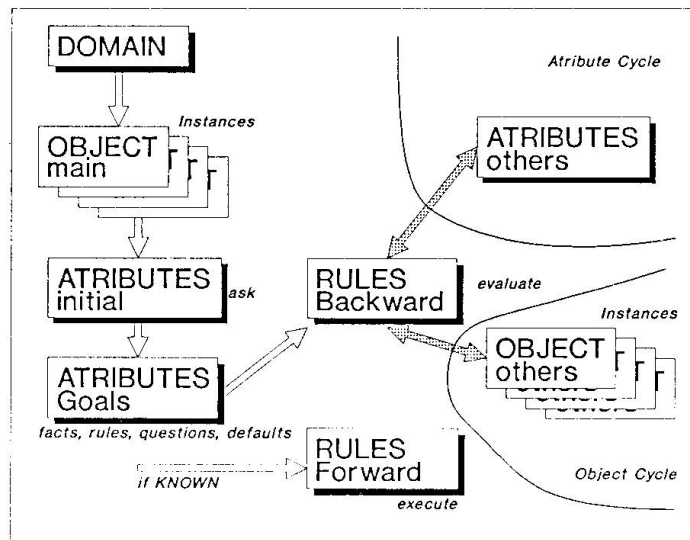 DOMAIN
Atribute Cycle
Instances
OBJECT
main
T
T
T
ATRIBUTES
others
ATRIBUTES
initial
ask
RULES
Backward
evaluate
Instances
OBJECT
others
T
T
T
ATRIBUTES
Goals
facts, rules, questions, defaults
RULES
Forward
if KNOWN
execute
Object Cycle